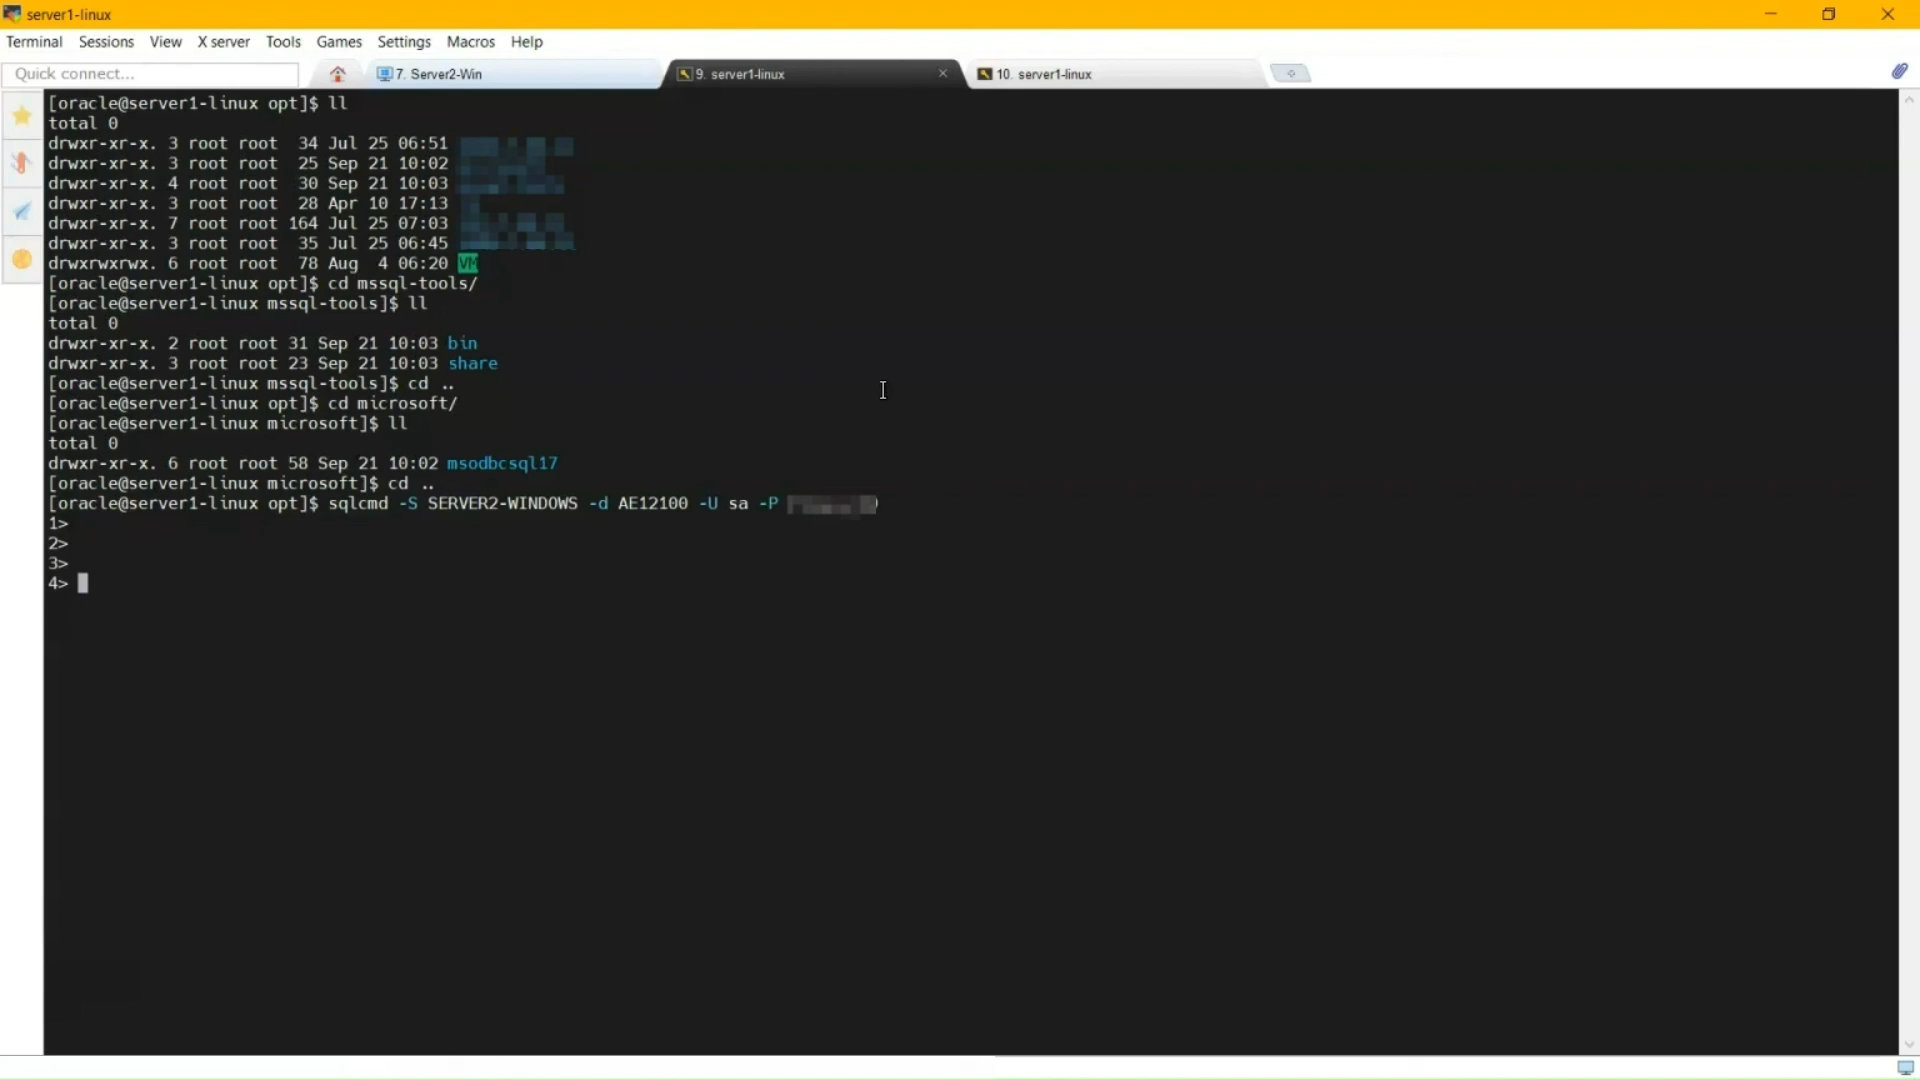 server1-linux
Terminal Sessions View X server Tools Games Settings Macros Help
Quick connect... 7. Server2-Win 9. server1-linux 10. server1-linux
[oracle@server1-linux opt]$ ll
total 0
drwxr-xr-x. 3 root root  34 Jul 25 06:51
drwxr-xr-x. 3 root root  25 Sep 21 10:02
drwxr-xr-x. 4 root root  30 Sep 21 10:03
drwxr-xr-x. 3 root root  28 Apr 10 17:13
drwxr-xr-x. 7 root root 164 Jul 25 07:03
drwxr-xr-x. 3 root root  35 Jul 25 06:45
drwxrwxrwx. 6 root root  78 Aug  4 06:20 VM
[oracle@server1-linux opt]$ cd mssql-tools/
[oracle@server1-linux mssql-tools]$ ll
total 0
drwxr-xr-x. 2 root root 31 Sep 21 10:03 bin
drwxr-xr-x. 3 root root 23 Sep 21 10:03 share
[oracle@server1-linux mssql-tools]$ cd ..
[oracle@server1-linux opt]$ cd microsoft/
[oracle@server1-linux microsoft]$ ll
total 0
drwxr-xr-x. 6 root root 58 Sep 21 10:02 msodbcsql17
[oracle@server1-linux microsoft]$ cd ..
[oracle@server1-linux opt]$ sqlcmd -S SERVER2-WINDOWS -d AE12100 -U sa -P
1>
2>
3>
4>